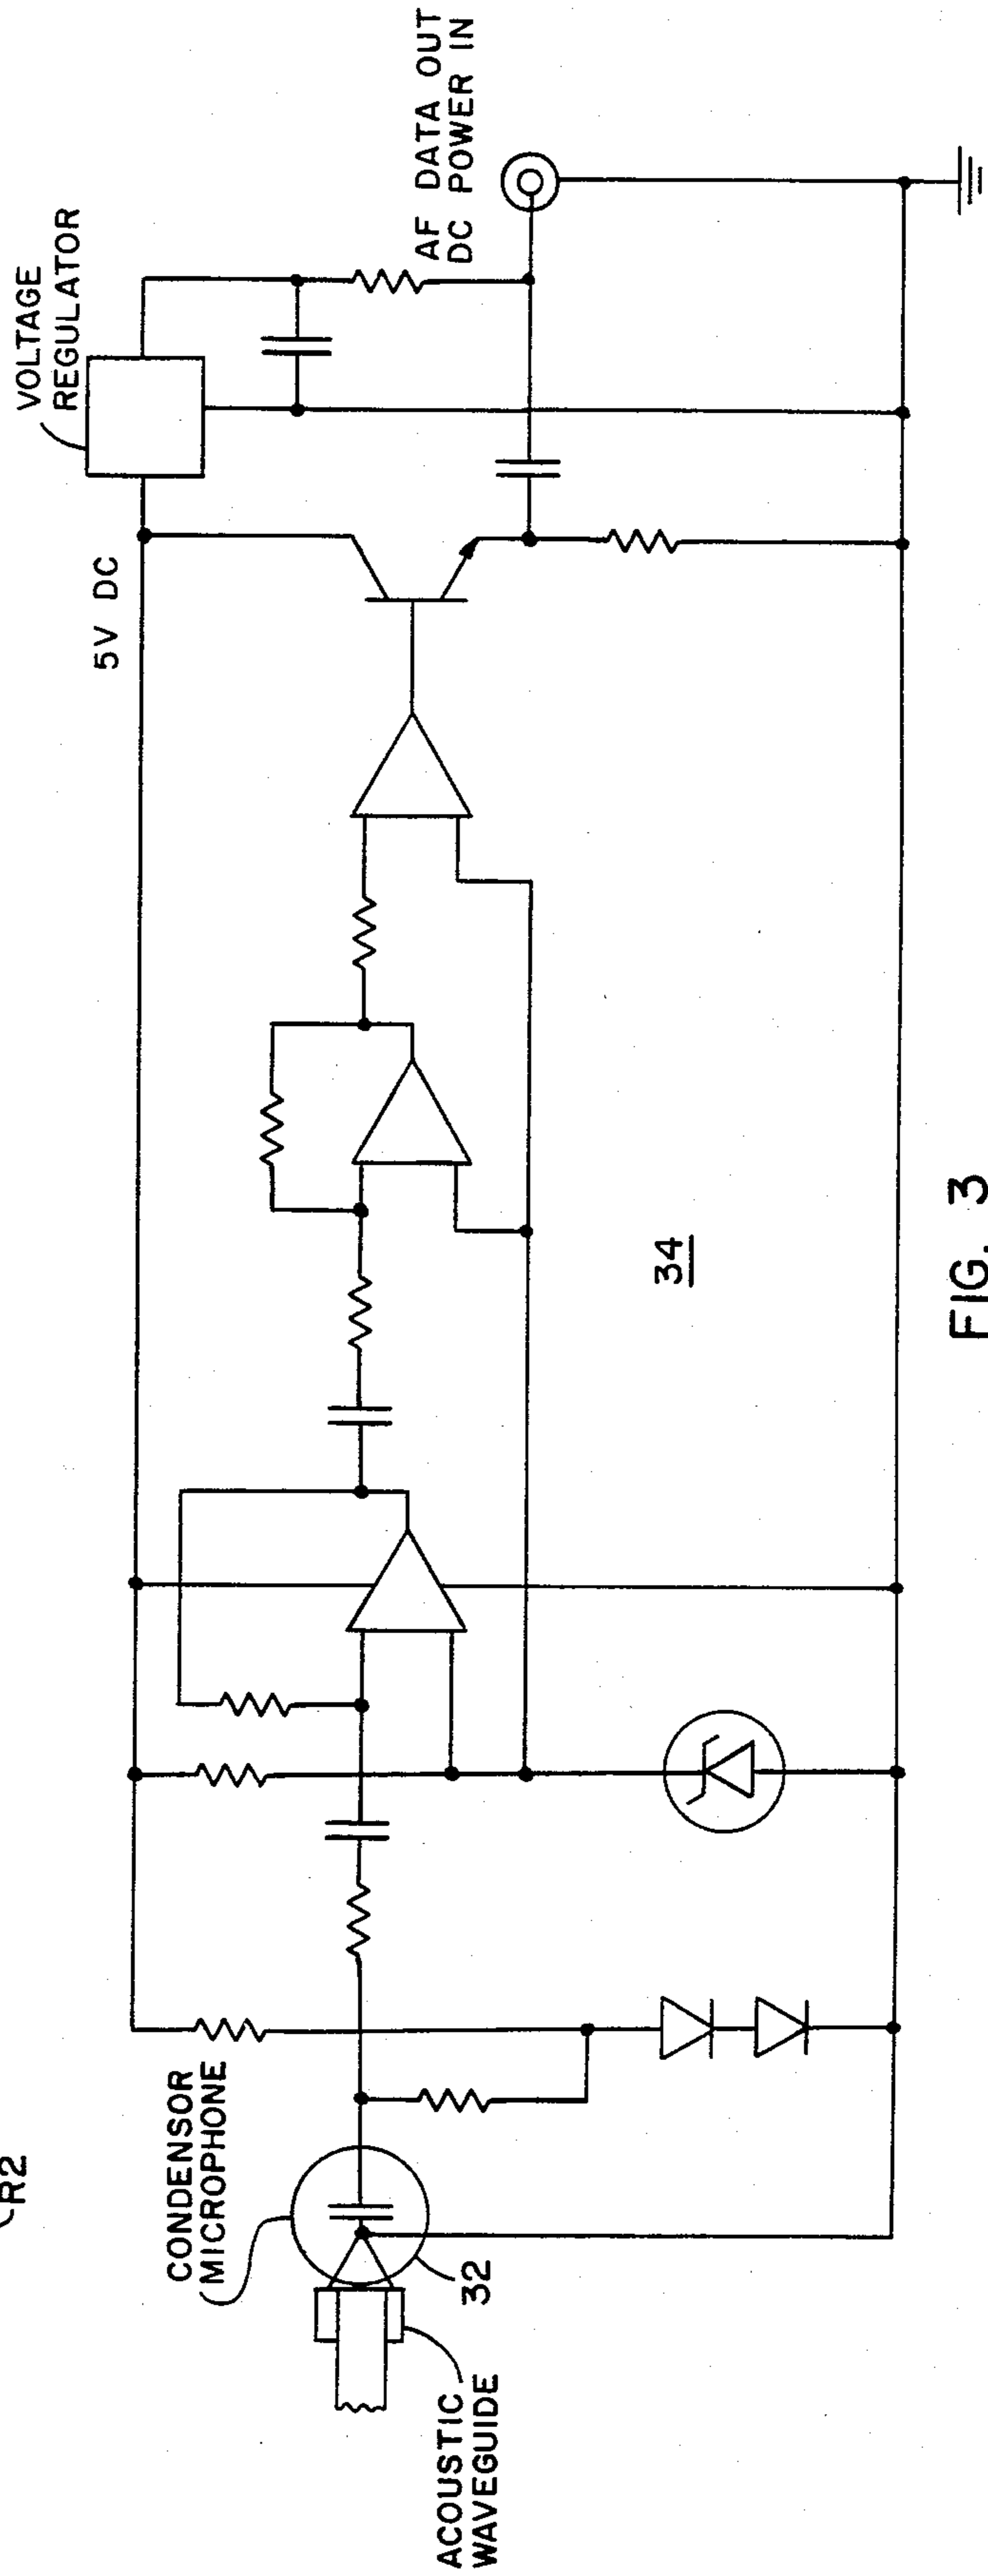 VOLTAGE
REGULATOR
AF DATA OUT
DC POWER IN
5V DC
CONDENSOR
MICROPHONE
32
ACOUSTIC
WAVEGUIDE
34
FIG. 3
R2